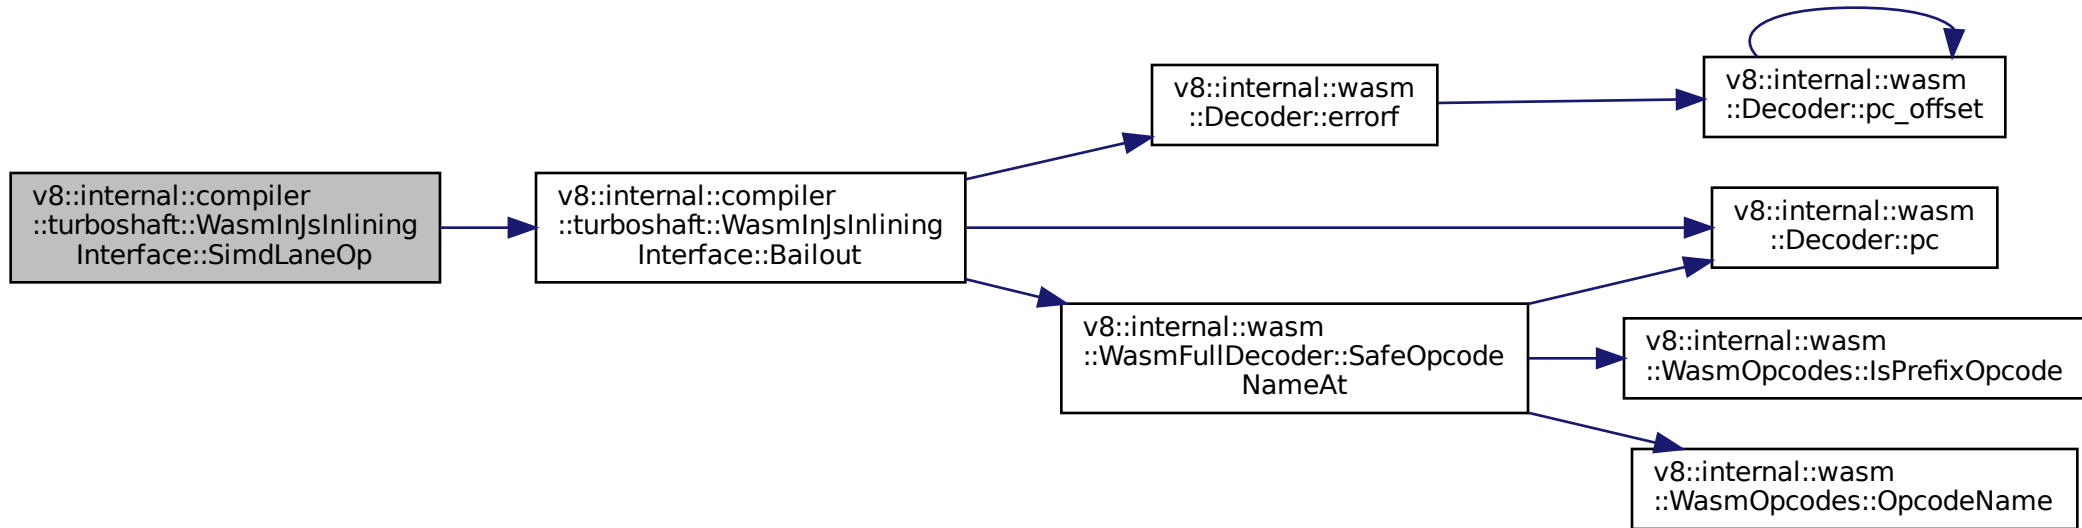 v8::internal::compiler
::turboshaft::WasmInJsInlining
Interface::SimdLaneOp
v8::internal::compiler
::turboshaft::WasmInJsInlining
Interface::Bailout
v8::internal::wasm
::Decoder::errorf
v8::internal::wasm
::Decoder::pc_offset
v8::internal::wasm
::Decoder::pc
v8::internal::wasm
::WasmFullDecoder::SafeOpcode
NameAt
v8::internal::wasm
::WasmOpcodes::IsPrefixOpcode
v8::internal::wasm
::WasmOpcodes::OpcodeName